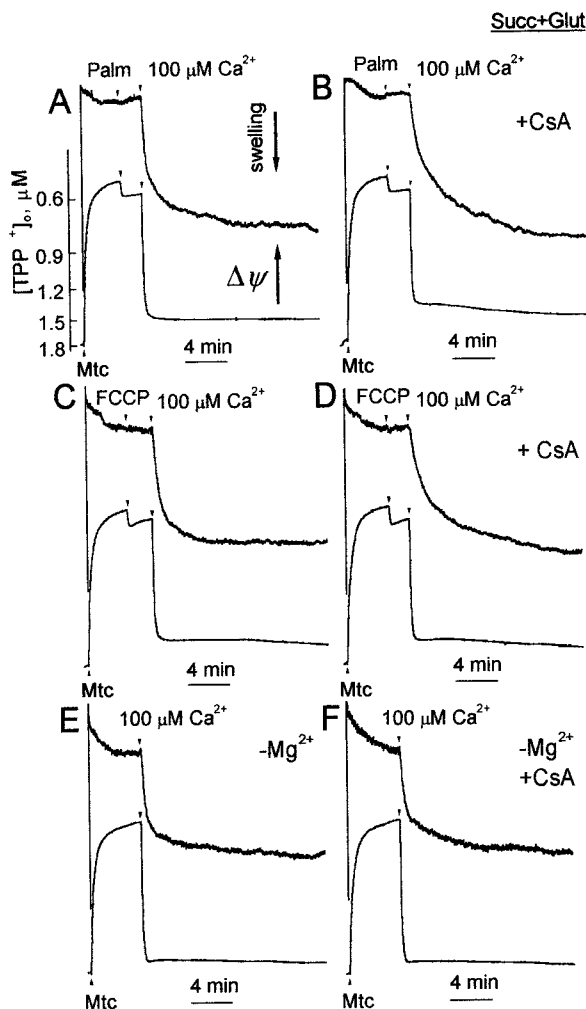 Succ+Glut
Palm 100 μM Ca²⁺
A
swelling
[TPP⁺]ₒ, μM
0.6
0.9
1.2
1.5
1.8
Δψ
4 min
Mtc
Palm 100 μM Ca²⁺
B
+CsA
4 min
Mtc
C
FCCP 100 μM Ca²⁺
4 min
Mtc
D
FCCP 100 μM Ca²⁺
+ CsA
4 min
Mtc
E
100 μM Ca²⁺
-Mg²⁺
4 min
Mtc
F
100 μM Ca²⁺
-Mg²⁺
+CsA
4 min
Mtc